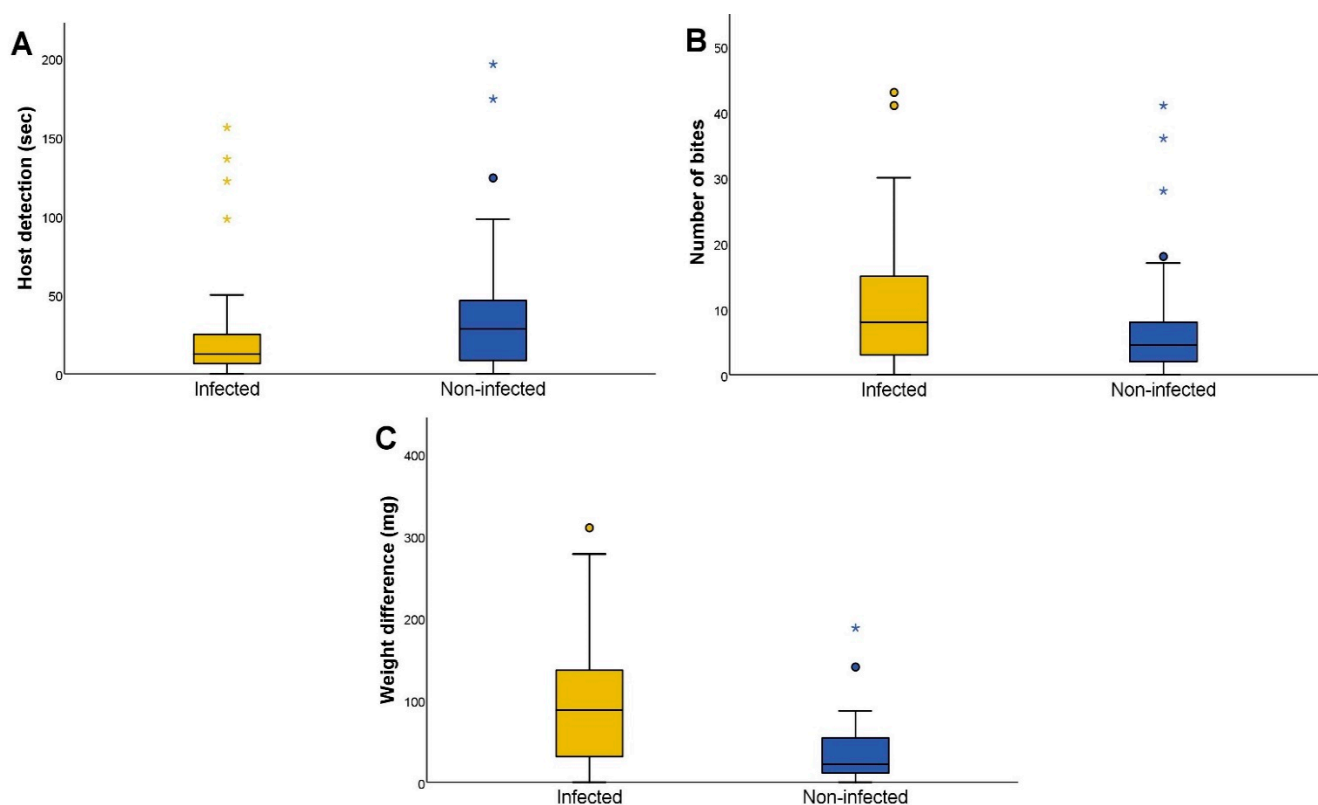 A
Host detection (sec)
200
150
100
50
0
Infected
Non-infected
B
Number of bites
50
40
30
20
10
0
Infected
Non-infected
C
Weight difference (mg)
400
300
200
100
0
Infected
Non-infected